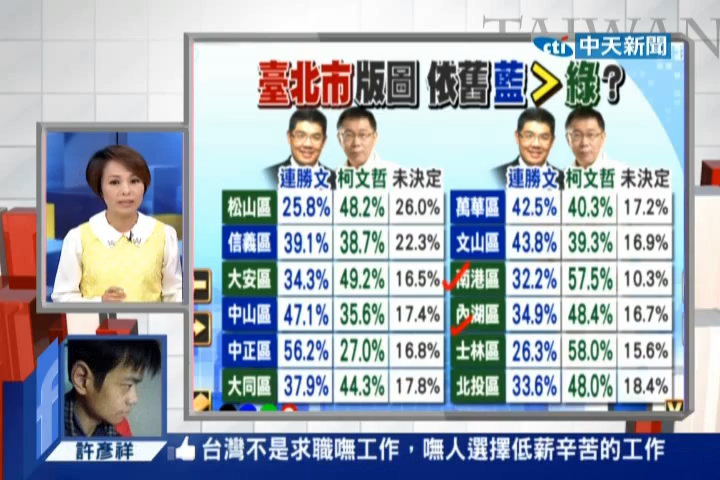 TAIWAN
cti 中天新聞
臺北市版圖 依舊藍>綠?
連勝文 柯文哲 未決定
松山區 25.8% 48.2% 26.0%
信義區 39.1% 38.7% 22.3%
大安區 34.3% 49.2% 16.5%
中山區 47.1% 35.6% 17.4%
中正區 56.2% 27.0% 16.8%
大同區 37.9% 44.3% 17.8%
連勝文 柯文哲 未決定
萬華區 42.5% 40.3% 17.2%
文山區 43.8% 39.3% 16.9%
南港區 32.2% 57.5% 10.3%
內湖區 34.9% 48.4% 16.7%
士林區 26.3% 58.0% 15.6%
北投區 33.6% 48.0% 18.4%
許彥祥
台灣不是求職嘸工作，嘸人選擇低薪辛苦的工作